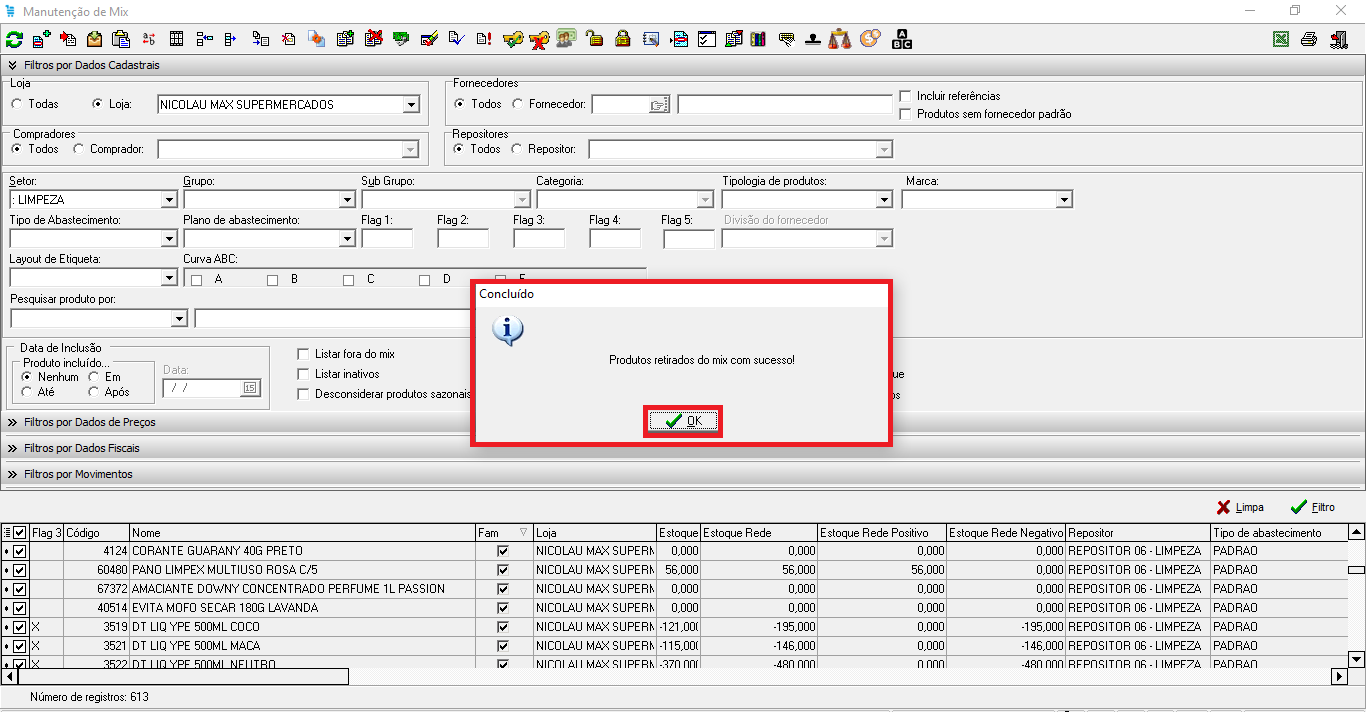 Manutenção de Mix
Filtros por Dados Cadastrais
Loja
Todas
Loja:
NICOLAU MAX SUPERMERCADOS
Fornecedores
Todos
Fornecedor:
Incluir referências
Produtos sem fornecedor padrão
Compradores
Todos
Comprador:
Repositores
Todos
Repositor:
Setor:
Grupo:
Sub Grupo:
Categoria:
Tipologia de produtos:
Marca:
: LIMPEZA
Tipo de Abastecimento:
Plano de abastecimento:
Flag 1:
Flag 2:
Flag 3:
Flag 4:
Flag 5:
Divisão do fornecedor
Layout de Etiqueta:
Curva ABC:
A
B
C
D
Pesquisar produto por:
Concluído
Produtos retirados do mix com sucesso!
OK
Data de Inclusão
Produto incluído...
Nenhum
Em
Até
Após
Data:
/ /
15
Listar fora do mix
Listar inativos
Desconsiderar produtos sazonais
Filtros por Dados de Preços
Filtros por Dados Fiscais
Filtros por Movimentos
Limpa
Filtro
Flag 3 Código Nome Fam Loja Estoque Estoque Rede Estoque Rede Positivo Estoque Rede Negativo Repositor Tipo de abastecimento
4124 CORANTE GUARANY 40G PRETO NICOLAU MAX SUPERM 0,000 0,000 0,000 0,000 REPOSITOR 06 - LIMPEZA PADRAO
60480 PANO LIMPEX MULTIUSO ROSA C/5 NICOLAU MAX SUPERM 56,000 56,000 56,000 0,000 REPOSITOR 06 - LIMPEZA PADRAO
67372 AMACIANTE DOWNY CONCENTRADO PERFUME 1L PASSION NICOLAU MAX SUPERM 0,000 0,000 0,000 0,000 REPOSITOR 06 - LIMPEZA PADRAO
40514 EVITA MOFO SECAR 180G LAVANDA NICOLAU MAX SUPERM 0,000 0,000 0,000 0,000 REPOSITOR 06 - LIMPEZA PADRAO
X 3519 DT LIQ YPE 500ML COCO NICOLAU MAX SUPERM -121,000 -195,000 0,000 -195,000 REPOSITOR 06 - LIMPEZA PADRAO
X 3521 DT LIQ YPE 500ML MACA NICOLAU MAX SUPERM -115,000 -146,000 0,000 -146,000 REPOSITOR 06 - LIMPEZA PADRAO
X 3522 DT LIQ YPE 500ML NEUTRO NICOLAU MAX SUPERM -370,000 -480,000 0,000 -480,000 REPOSITOR 06 - LIMPEZA PADRAO
Número de registros: 613